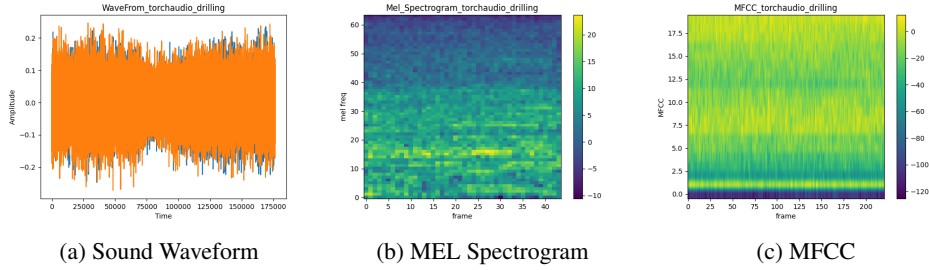 WaveFrom_torchaudio_drilling
0.2
0.1
0.0
−0.1
−0.2
Amplitude
0 25000 50000 75000 100000 125000 150000 175000
Time
(a) Sound Waveform
Mel_Spectrogram_torchaudio_drilling
60
50
40
30
20
10
0
mel freq
0 5 10 15 20 25 30 35 40
frame
20
15
10
5
0
−5
−10
(b) MEL Spectrogram
MFCC_torchaudio_drilling
17.5
15.0
12.5
10.0
7.5
5.0
2.5
0.0
MFCC
0 50 100 150 200
frame
0
−20
−40
−60
−80
−100
−120
(c) MFCC